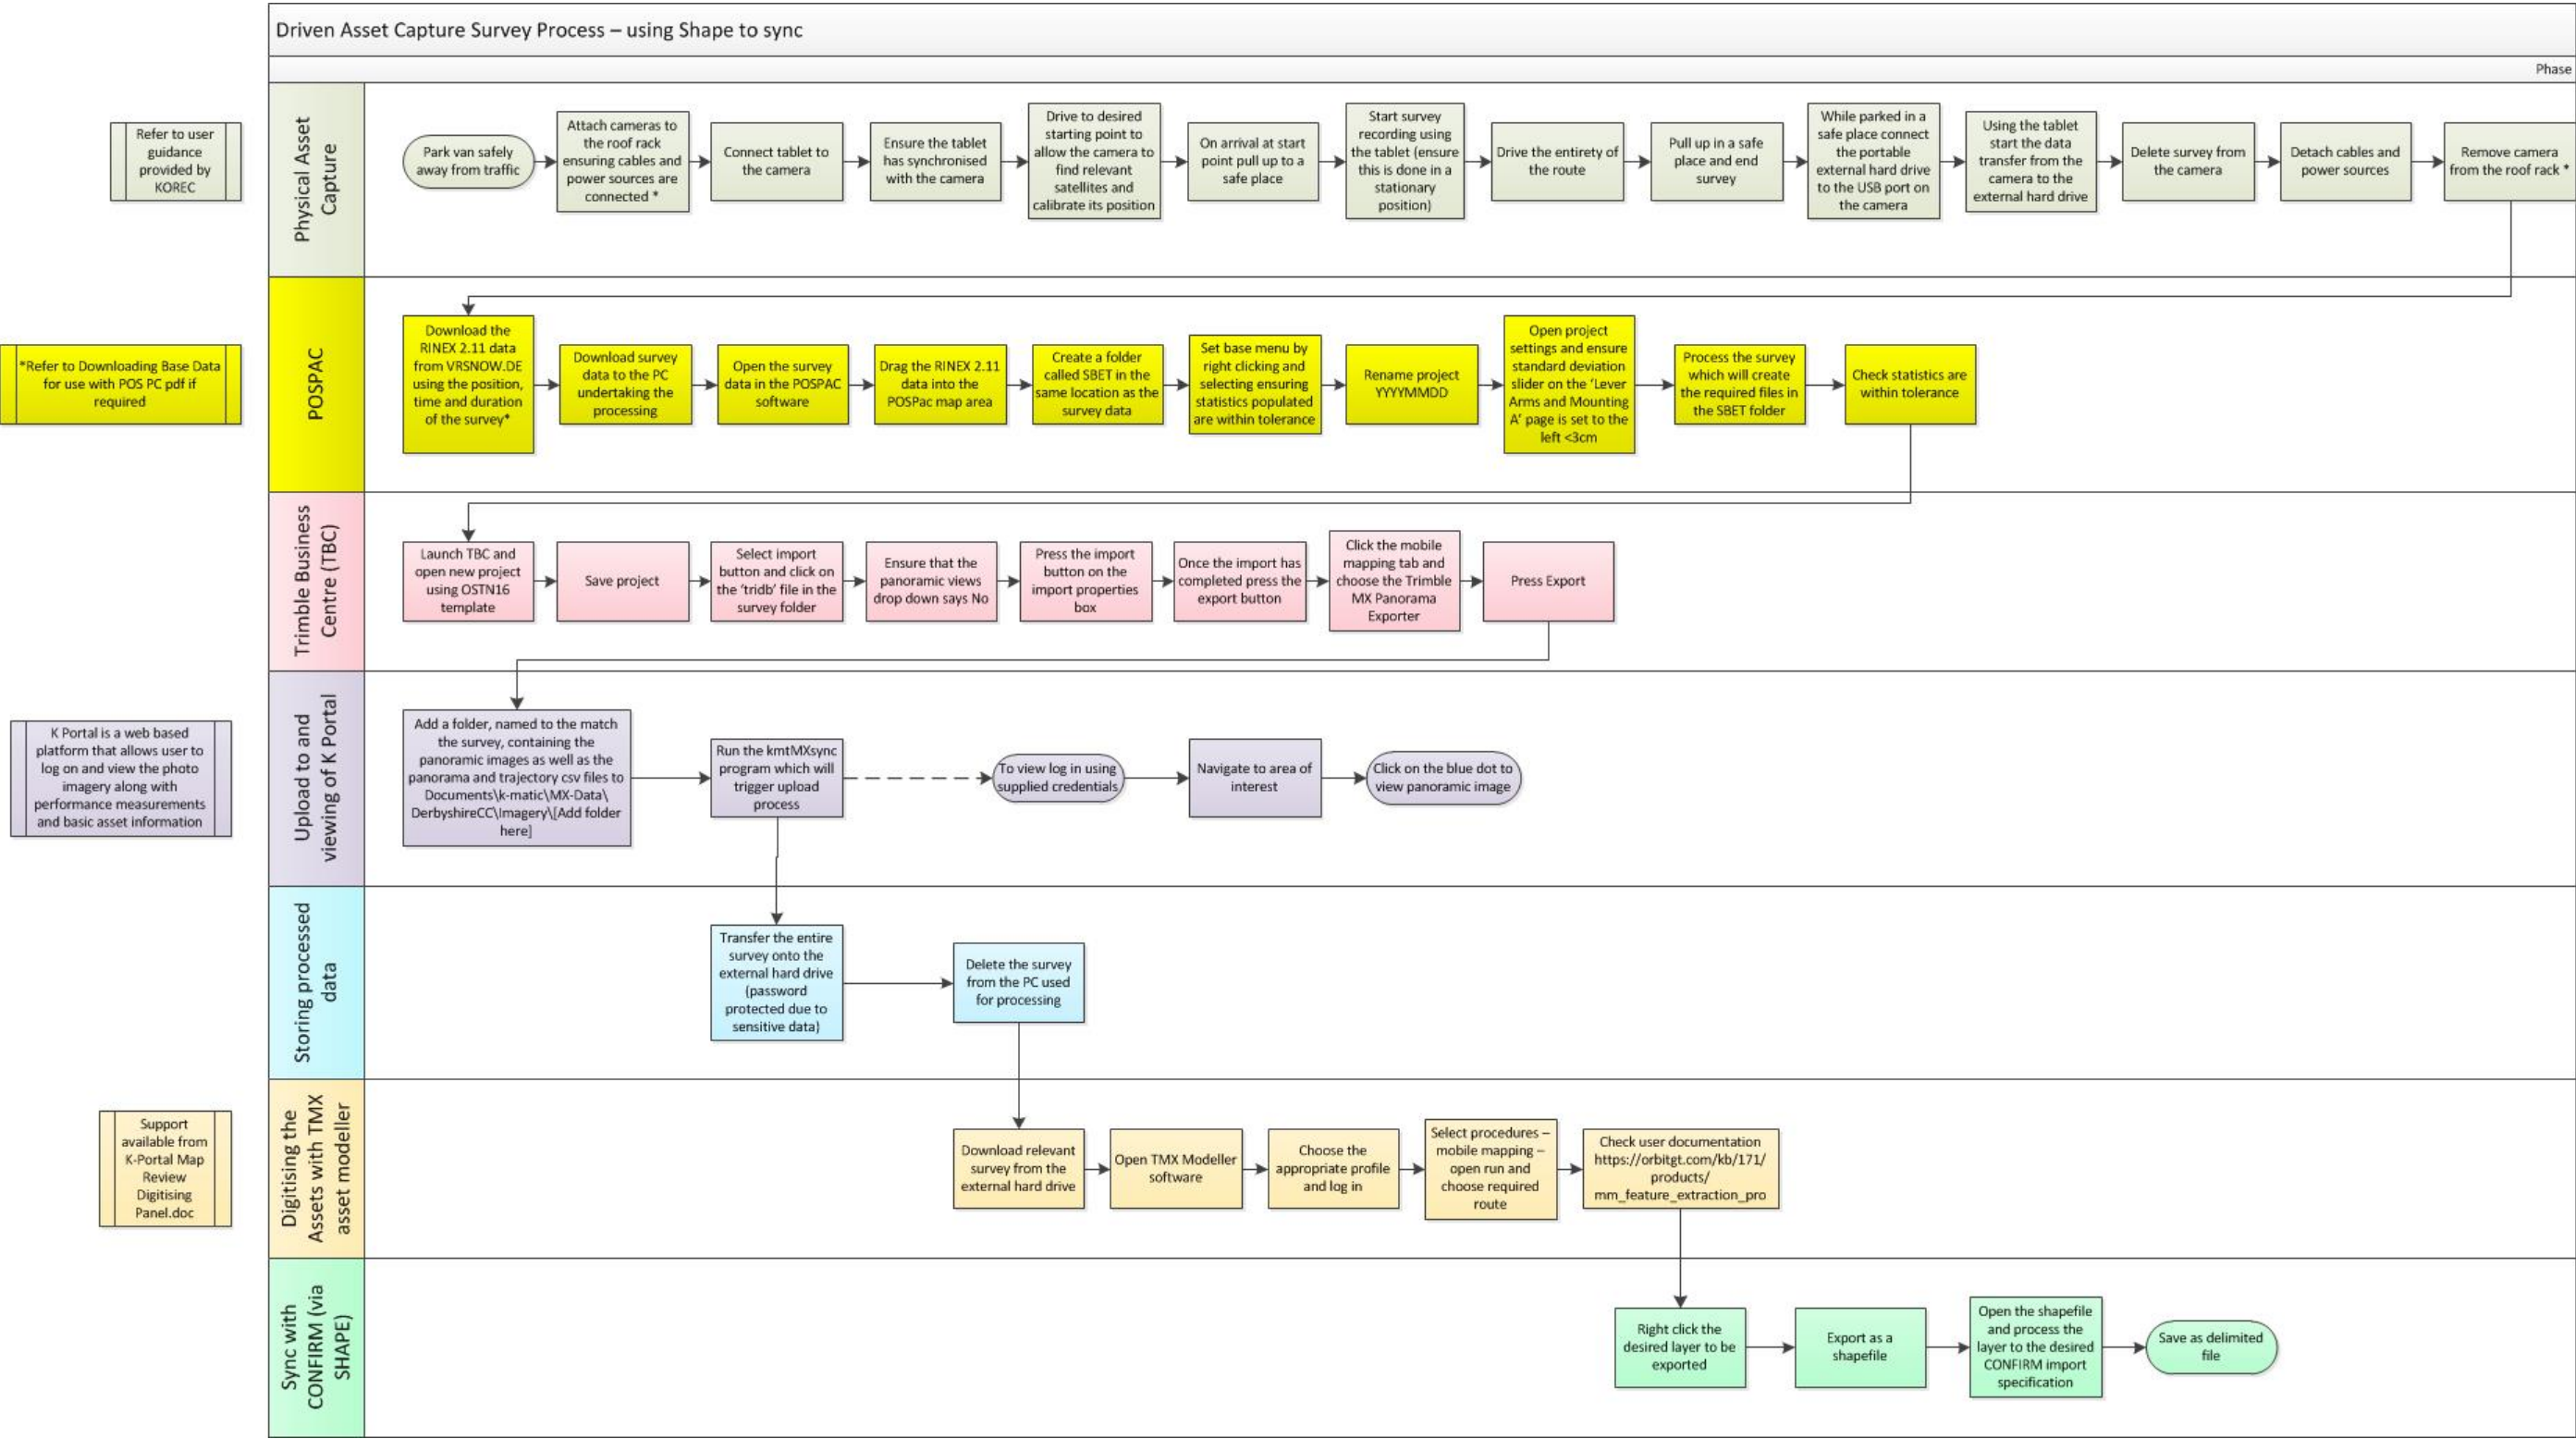 Driven Asset Capture Survey Process – using Shape to sync
Phase
Refer to user
guidance
provided by
KOREC
Physical Asset
Capture
Park van safely
away from traffic
Attach cameras to
the roof rack
ensuring cables and
power sources are
connected *
Connect tablet to
the camera
Ensure the tablet
has synchronised
with the camera
Drive to desired
starting point to
allow the camera to
find relevant
satellites and
calibrate its position
On arrival at start
point pull up to a
safe place
Start survey
recording using
the tablet (ensure
this is done in a
stationary
position)
Drive the entirety of
the route
Pull up in a safe
place and end
survey
While parked in a
safe place connect
the portable
external hard drive
to the USB port on
the camera
Using the tablet
start the data
transfer from the
camera to the
external hard drive
Delete survey from
the camera
Detach cables and
power sources
Remove camera
from the roof rack *
*Refer to Downloading Base Data
for use with POS PC pdf if
required
POSPAC
Download the
RINEX 2.11 data
from VRSNOW.DE
using the position,
time and duration
of the survey*
Download survey
data to the PC
undertaking the
processing
Open the survey
data in the POSPAC
software
Drag the RINEX 2.11
data into the
POSPac map area
Create a folder
called SBET in the
same location as the
survey data
Set base menu by
right clicking and
selecting ensuring
statistics populated
are within tolerance
Rename project
YYYYMMDD
Open project
settings and ensure
standard deviation
slider on the ‘Lever
Arms and Mounting
A’ page is set to the
left <3cm
Process the survey
which will create
the required files in
the SBET folder
Check statistics are
within tolerance
Trimble Business
Centre (TBC)
Launch TBC and
open new project
using OSTN16
template
Save project
Select import
button and click on
the ‘tridb’ file in the
survey folder
Ensure that the
panoramic views
drop down says No
Press the import
button on the
import properties
box
Once the import has
completed press the
export button
Click the mobile
mapping tab and
choose the Trimble
MX Panorama
Exporter
Press Export
K Portal is a web based
platform that allows user to
log on and view the photo
imagery along with
performance measurements
and basic asset information
Upload to and
viewing of K Portal
Add a folder, named to the match
the survey, containing the
panoramic images as well as the
panorama and trajectory csv files to
Documents\k-matic\MX-Data\
DerbyshireCC\Imagery\[Add folder
here]
Run the kmtMXsync
program which will
trigger upload
process
To view log in using
supplied credentials
Navigate to area of
interest
Click on the blue dot to
view panoramic image
Storing processed
data
Transfer the entire
survey onto the
external hard drive
(password
protected due to
sensitive data)
Delete the survey
from the PC used
for processing
Support
available from
K-Portal Map
Review
Digitising
Panel.doc
Digitising the
Assets with TMX
asset modeller
Download relevant
survey from the
external hard drive
Open TMX Modeller
software
Choose the
appropriate profile
and log in
Select procedures –
mobile mapping –
open run and
choose required
route
Check user documentation
https://orbitgt.com/kb/171/
products/
mm_feature_extraction_pro
Sync with
CONFIRM (via
SHAPE)
Right click the
desired layer to be
exported
Export as a
shapefile
Open the shapefile
and process the
layer to the desired
CONFIRM import
specification
Save as delimited
file